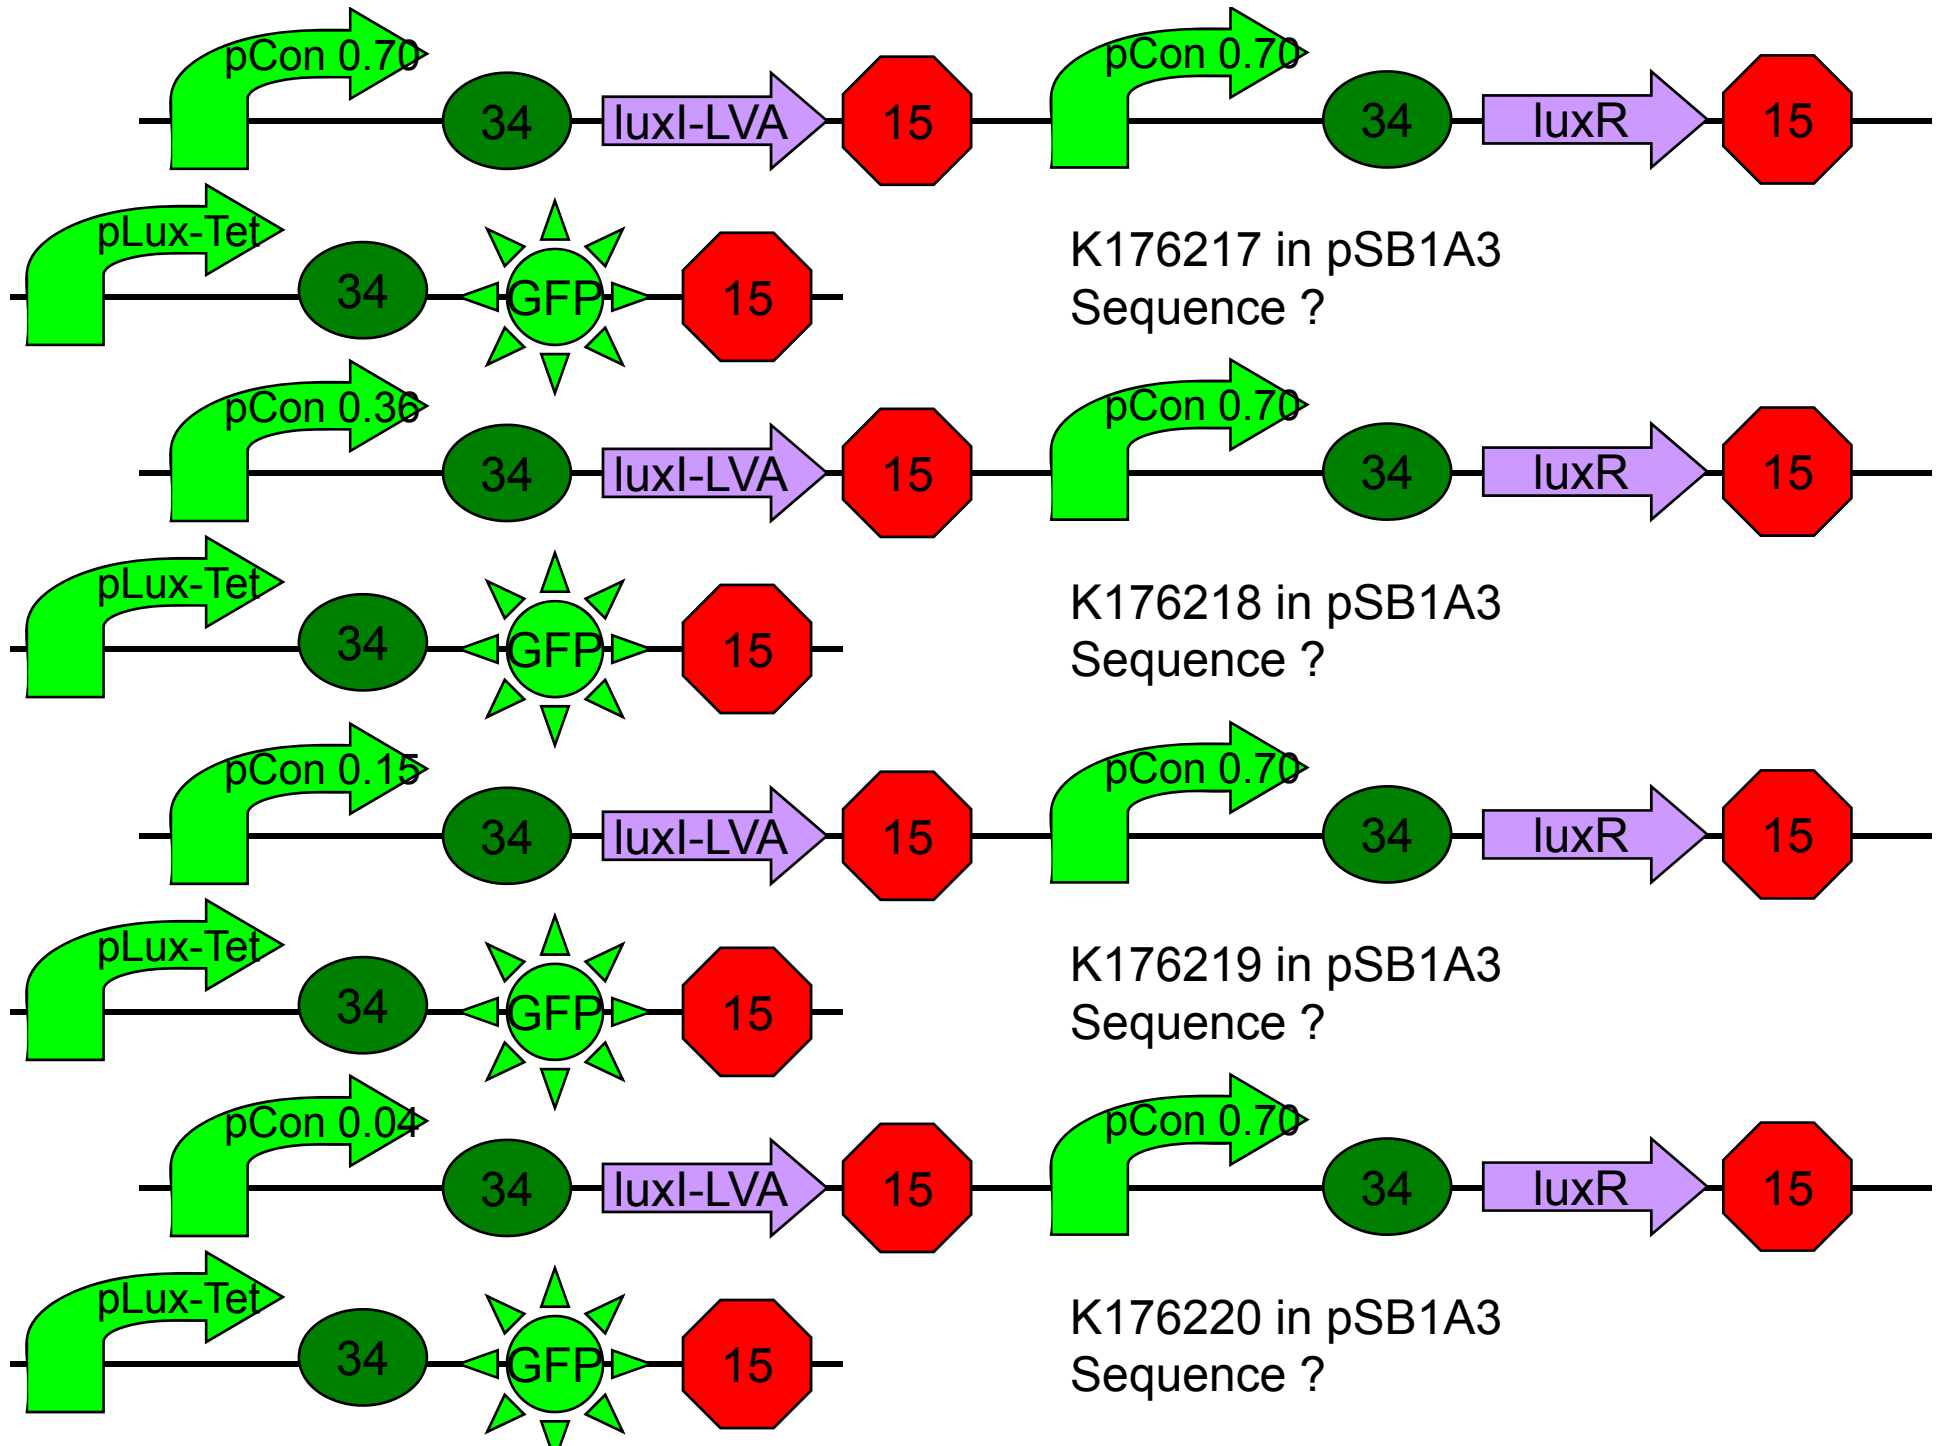 pCon 0.70 34 luxI-LVA 15 pCon 0.70 34 luxR 15
pLux-Tet 34 GFP 15
K176217 in pSB1A3
Sequence ?
pCon 0.36 34 luxI-LVA 15 pCon 0.70 34 luxR 15
pLux-Tet 34 GFP 15
K176218 in pSB1A3
Sequence ?
pCon 0.15 34 luxI-LVA 15 pCon 0.70 34 luxR 15
pLux-Tet 34 GFP 15
K176219 in pSB1A3
Sequence ?
pCon 0.04 34 luxI-LVA 15 pCon 0.70 34 luxR 15
pLux-Tet 34 GFP 15
K176220 in pSB1A3
Sequence ?